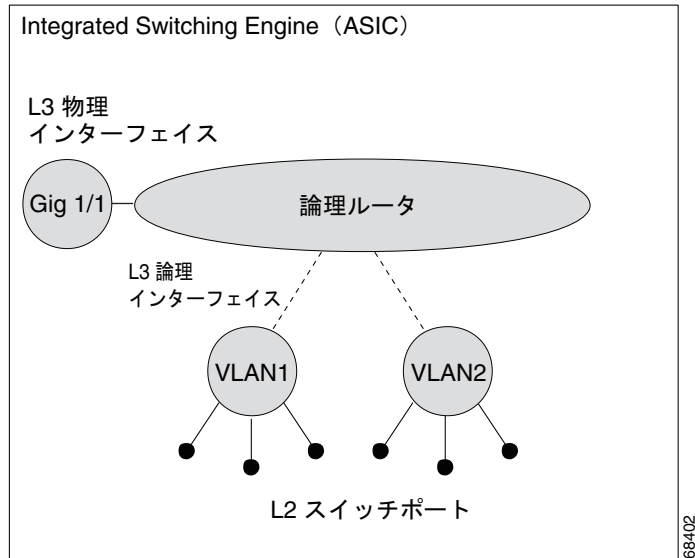 Integrated Switching Engine（ASIC）
L3 物理
インターフェイス
Gig 1/1
論理ルータ
L3 論理
インターフェイス
VLAN1
VLAN2
L2 スイッチポート
68402